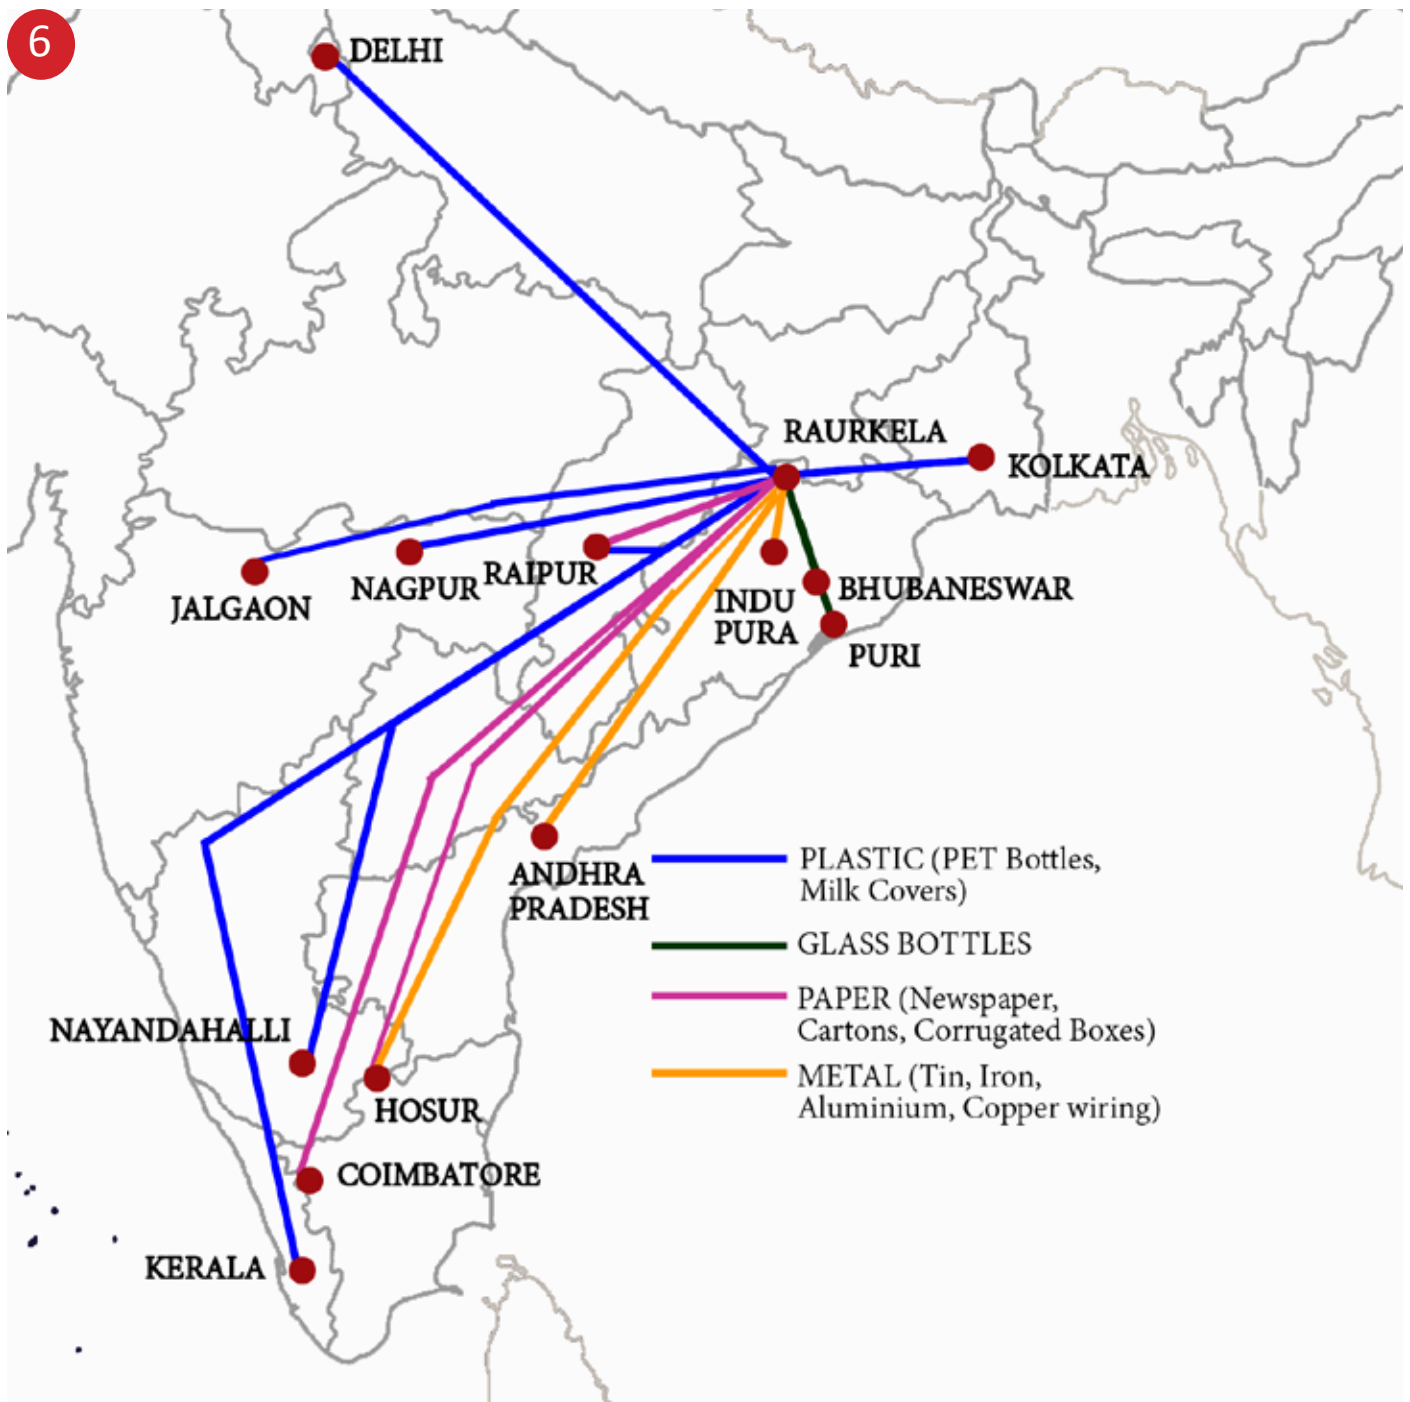 6
DELHI
RAURKELA
KOLKATA
JALGAON
NAGPUR
RAIPUR
INDU
PURA
BHUBANESWAR
PURI
ANDHRA
PRADESH
PLASTIC (PET Bottles,
Milk Covers)
GLASS BOTTLES
PAPER (Newspaper,
Cartons, Corrugated Boxes)
METAL (Tin, Iron,
Aluminium, Copper wiring)
NAYANDAHALLI
HOSUR
COIMBATORE
KERALA